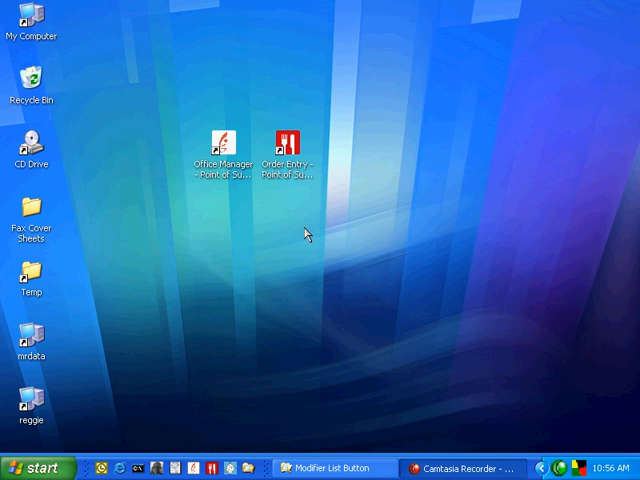 My Computer
Recycle Bin
CD Drive
Fax Cover
Sheets
Temp
mrdata
reggie
Office Manager
- Point of Su...
Order Entry -
Point of Su...
start
Modifier List Button
Camtasia Recorder - ...
10:56 AM